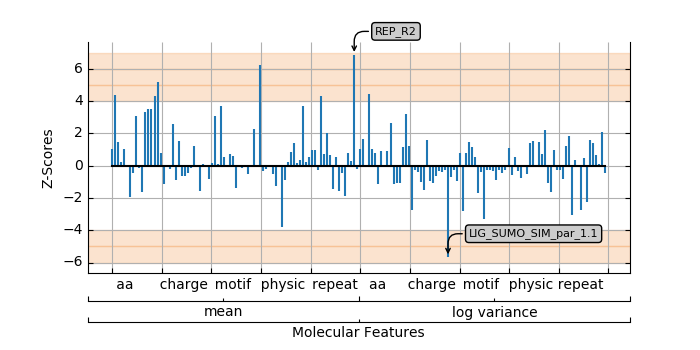 REP_R2
6
4
2
0
−2
−4
−6
Z-Scores
LIG_SUMO_SIM_par_1.1
aa charge motif physic repeat aa charge motif physic repeat
mean log variance
Molecular Features